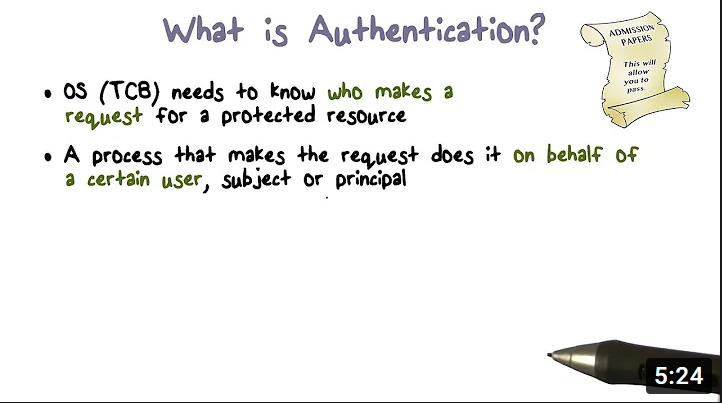 What is Authentication?
ADMISSION
PAPERS
This will
allow
you to
pass.
• OS (TCB) needs to know who makes a
request for a protected resource
• A process that makes the request does it on behalf of
a certain user, subject or principal
5:24